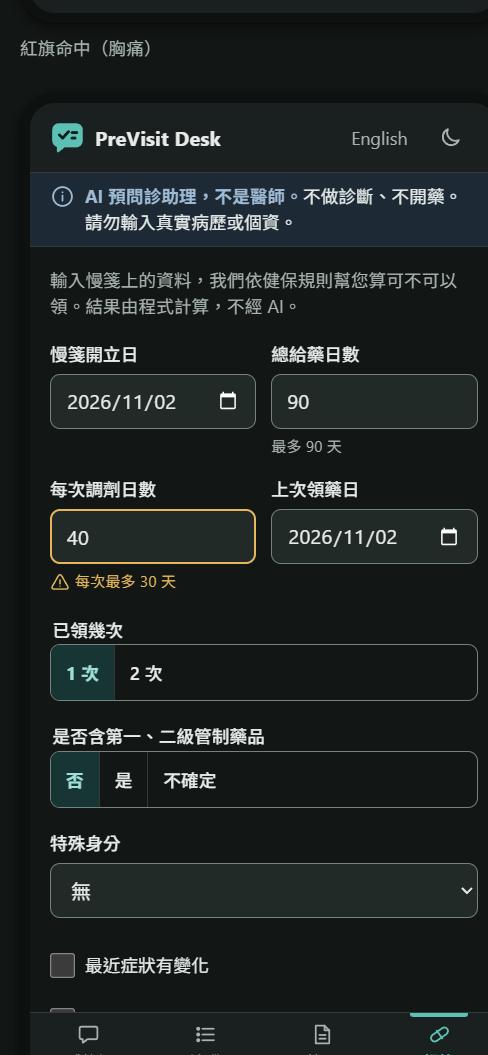 紅旗命中（胸痛）
PreVisit Desk
English
AI 預問診助理，不是醫師。不做診斷、不開藥。
請勿輸入真實病歷或個資。
輸入慢箋上的資料，我們依健保規則幫您算可不可以
領。結果由程式計算，不經 AI。
慢箋開立日
總給藥日數
2026/11/02
90
最多 90 天
每次調劑日數
上次領藥日
40
2026/11/02
每次最多 30 天
已領幾次
1 次
2 次
是否含第一、二級管制藥品
否
是
不確定
特殊身分
無
最近症狀有變化